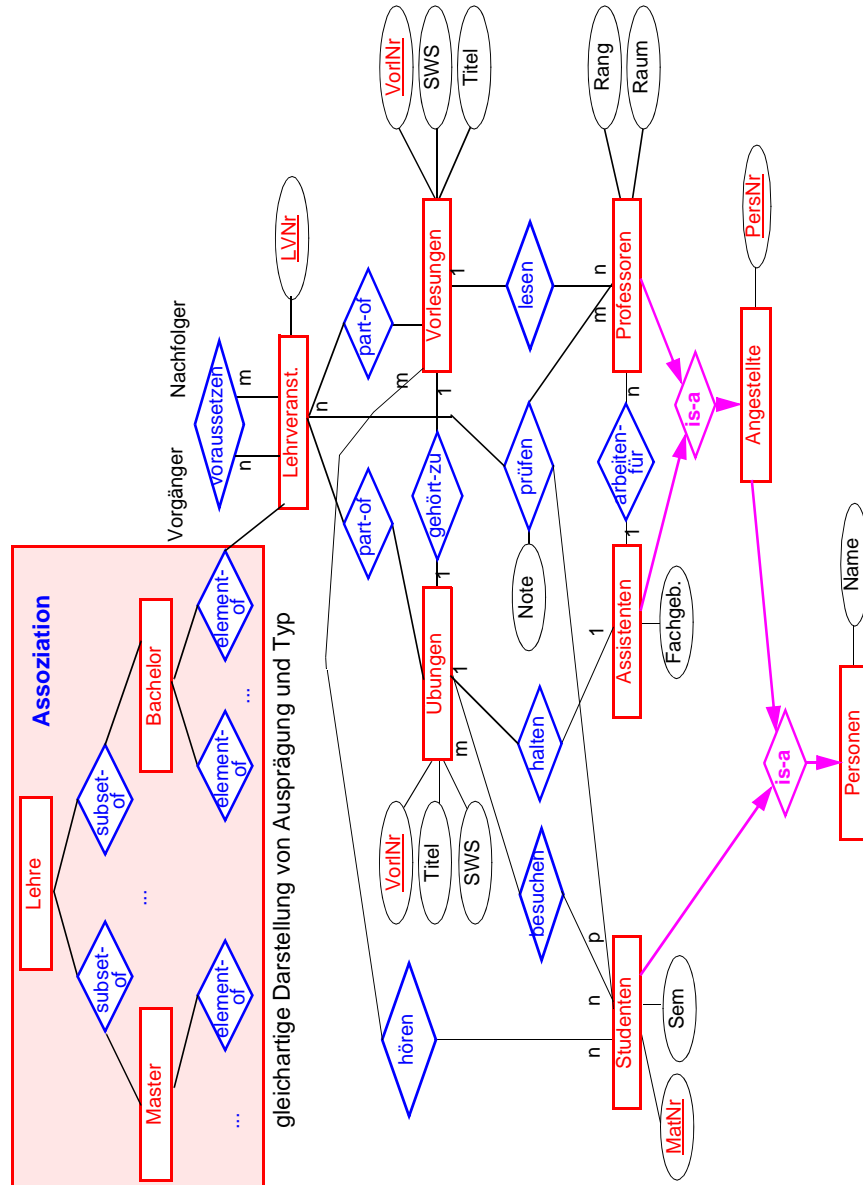 Lehre
Assoziation
subset-
of
subset-
of
...
Master
Bachelor
Vorgänger
Nachfolger
element-
of
element-
of
element-
of
voraussetzen
...
...
n
m
gleichartige Darstellung von Ausprägung und Typ
Lehrveranst.
LVNr
n
part-of
part-of
hören
VorlNr
VorlNr
m
Titel
SWS
SWS
Titel
Übungen
gehört-zu
Vorlesungen
m
1
1
1
1
besuchen
halten
Note
prüfen
lesen
n
n
p
1
m
n
Studenten
Assistenten
arbeiten-
für
Professoren
Rang
Raum
1
n
MatNr
Sem
Fachgeb.
is-a
Angestellte
PersNr
is-a
Personen
Name